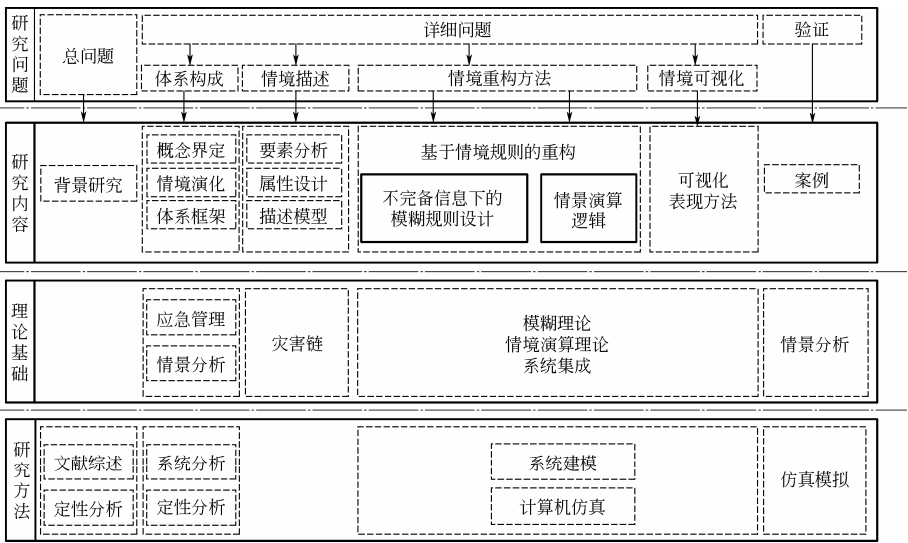 研究问题
总问题
详细问题
验证
体系构成
情境描述
情境重构方法
情境可视化
研究内容
背景研究
概念界定
情境演化
体系框架
要素分析
属性设计
描述模型
基于情境规则的重构
不完备信息下的
模糊规则设计
情景演算
逻辑
可视化
表现方法
案例
理论基础
应急管理
情景分析
灾害链
模糊理论
情境演算理论
系统集成
情景分析
研究方法
文献综述
定性分析
系统分析
定性分析
系统建模
计算机仿真
仿真模拟